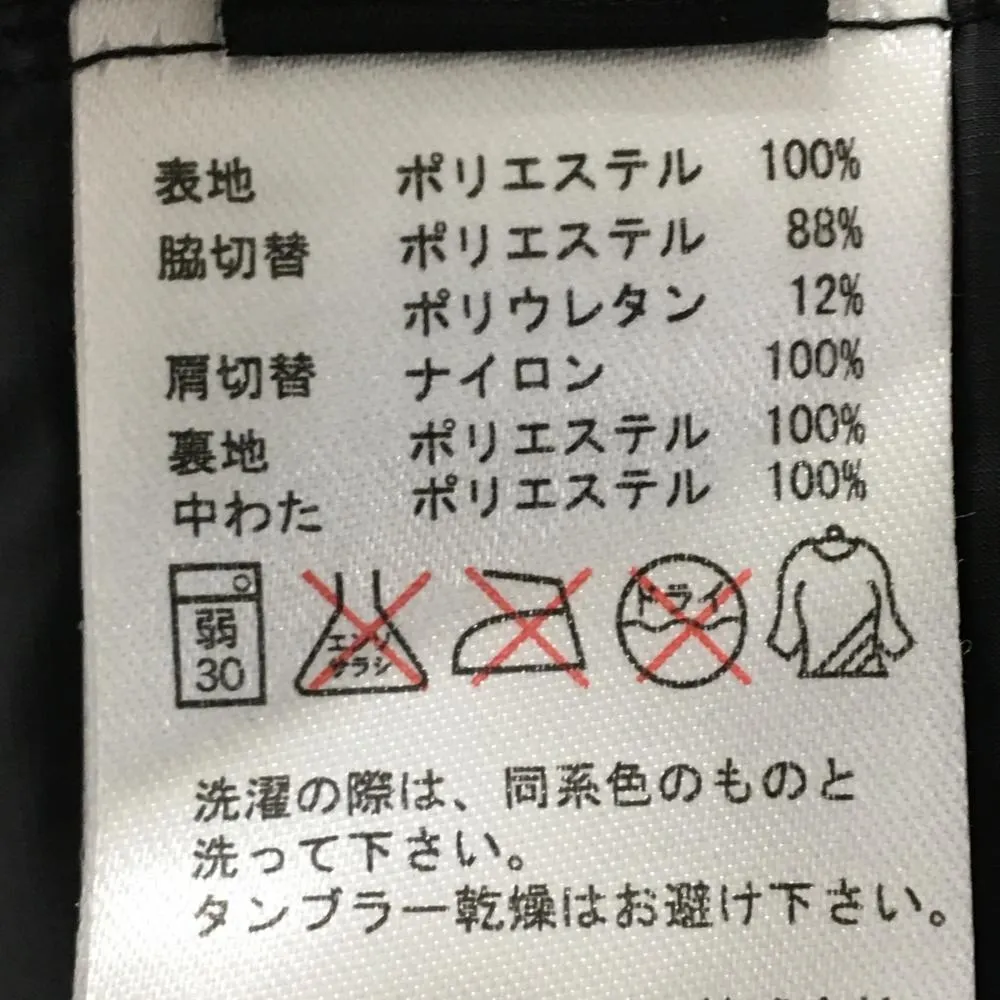 表地 ポリエステル 100%
脇切替 ポリエステル 88%
ポリウレタン 12%
肩切替 ナイロン 100%
裏地 ポリエステル 100%
中わた ポリエステル 100%
弱
30
エンソ
サラシ
ドライ
洗濯の際は、同系色のものと
洗って下さい。
タンブラー乾燥はお避け下さい。